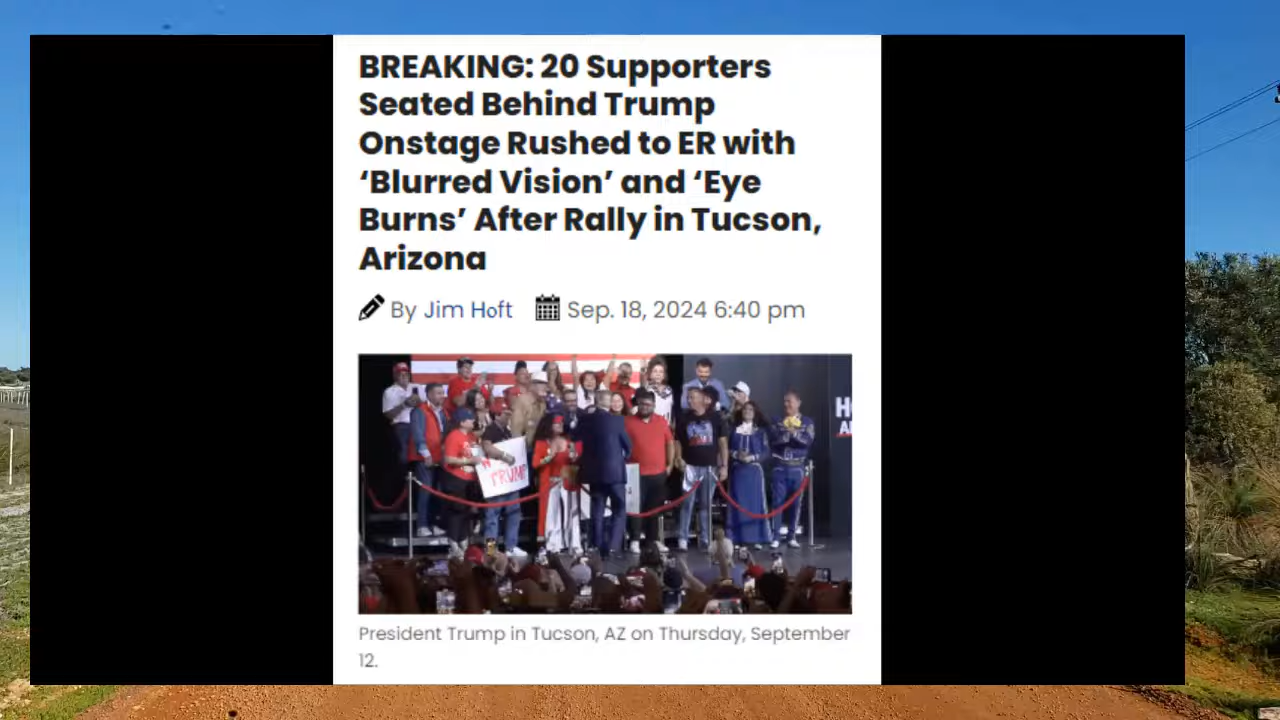 BREAKING: 20 Supporters
Seated Behind Trump
Onstage Rushed to ER with
‘Blurred Vision’ and ‘Eye
Burns’ After Rally in Tucson,
Arizona
By Jim Hoft Sep. 18, 2024 6:40 pm
TRUMP
President Trump in Tucson, AZ on Thursday, September
12.